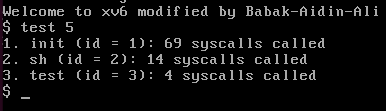 Welcome to xv6 modified by Babak-Aidin-Ali
$ test 5
1. init (id = 1): 69 syscalls called
2. sh (id = 2): 14 syscalls called
3. test (id = 3): 4 syscalls called
$ _